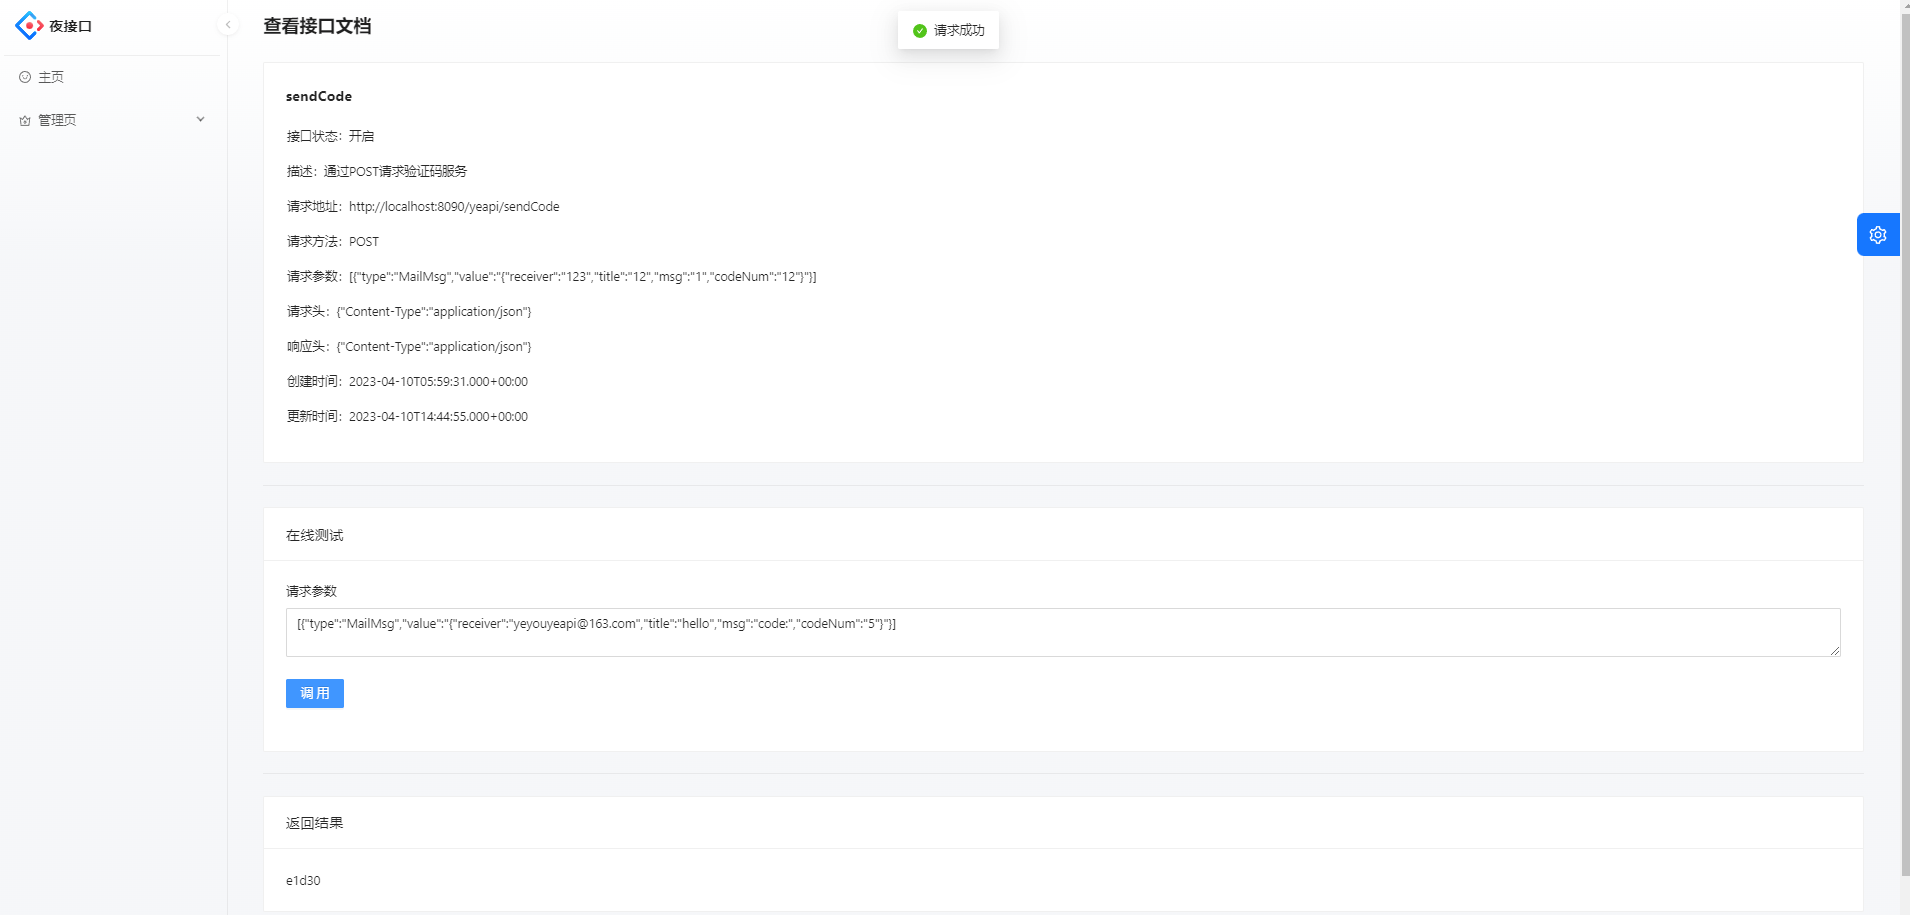 夜接口
主页
管理页
查看接口文档
请求成功
sendCode
接口状态：开启
描述：通过POST请求验证码服务
请求地址：http://localhost:8090/yeapi/sendCode
请求方法：POST
请求参数：[{"type":"MailMsg","value":"{"receiver":"123","title":"12","msg":"1","codeNum":"12"}"}]
请求头：{"Content-Type":"application/json"}
响应头：{"Content-Type":"application/json"}
创建时间：2023-04-10T05:59:31.000+00:00
更新时间：2023-04-10T14:44:55.000+00:00
在线测试
请求参数
[{"type":"MailMsg","value":"{"receiver":"yeyouyeapi@163.com","title":"hello","msg":"code:","codeNum":"5"}"}]
调 用
返回结果
e1d30